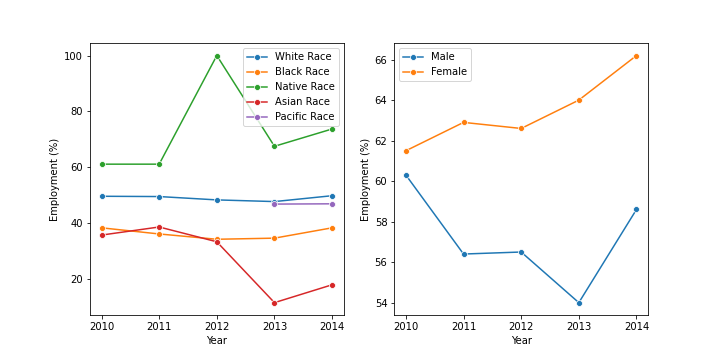 White Race
Black Race
Native Race
Asian Race
Pacific Race
100
80
60
40
20
Employment (%)
2010 2011 2012 2013 2014
Year
Male
Female
66
64
62
60
58
56
54
Employment (%)
2010 2011 2012 2013 2014
Year